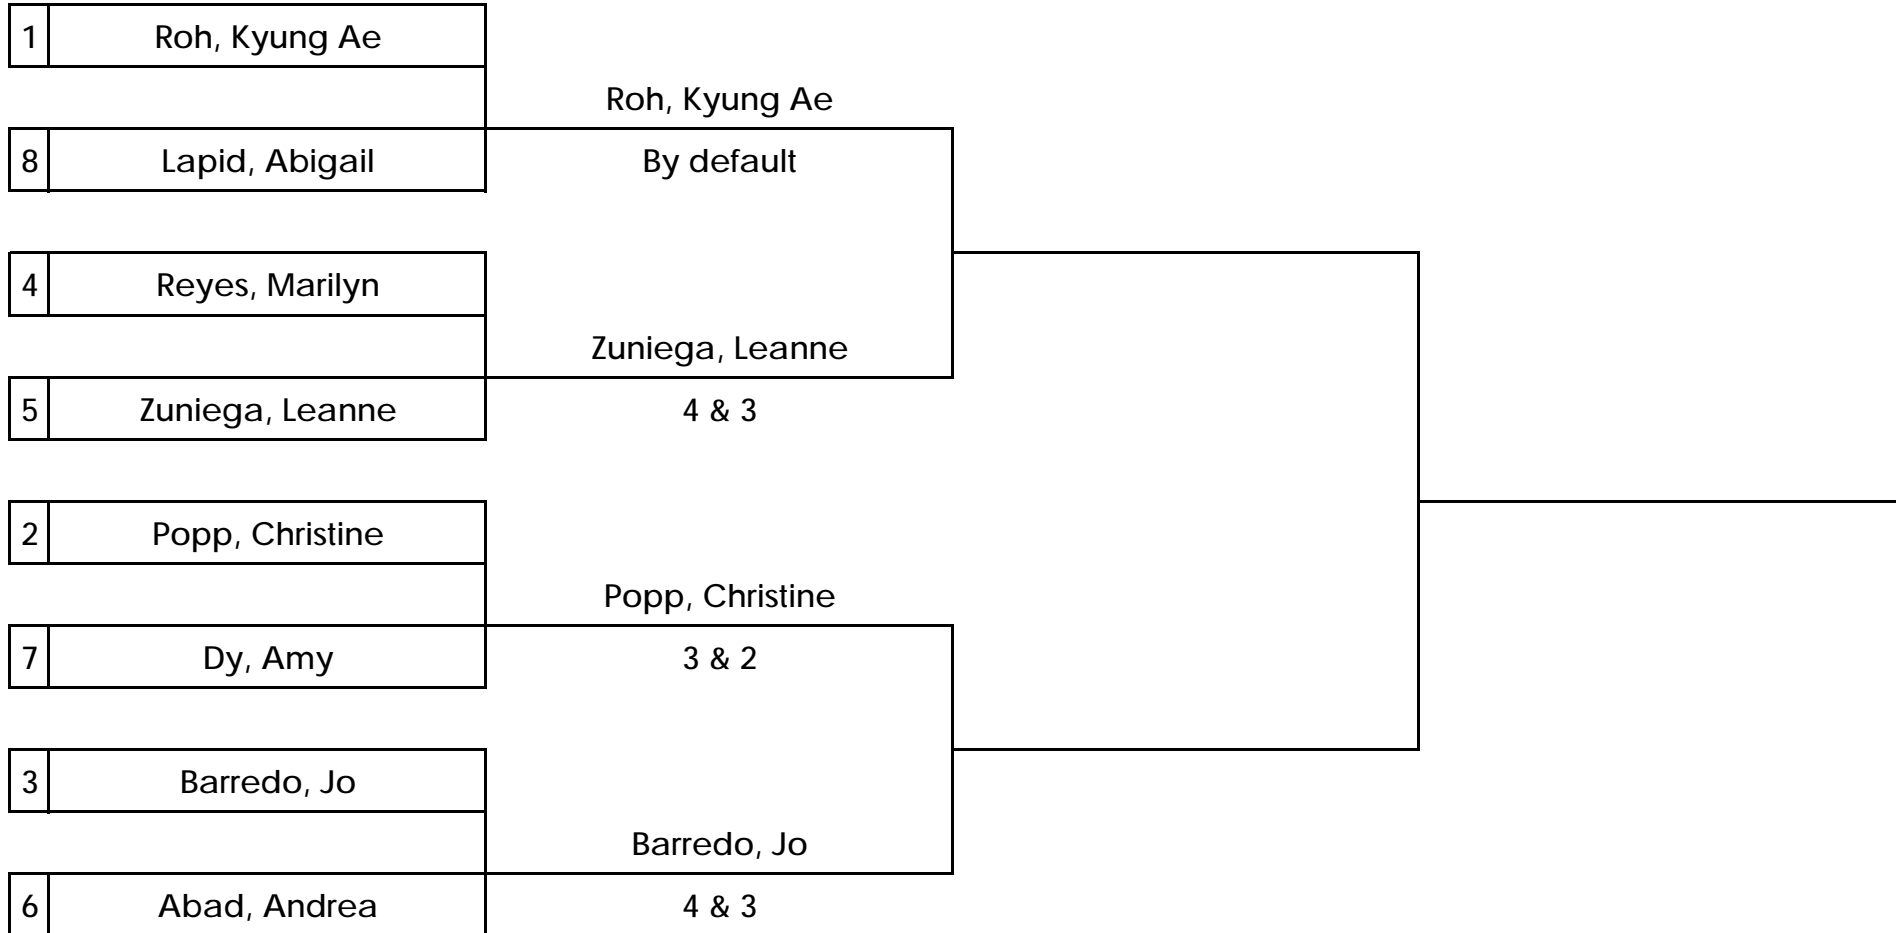 1 Roh, Kyung Ae
Roh, Kyung Ae
8 Lapid, Abigail By default
4 Reyes, Marilyn
Zuniega, Leanne
5 Zuniega, Leanne 4 & 3
2 Popp, Christine
Popp, Christine
7 Dy, Amy 3 & 2
3 Barredo, Jo
Barredo, Jo
6 Abad, Andrea 4 & 3